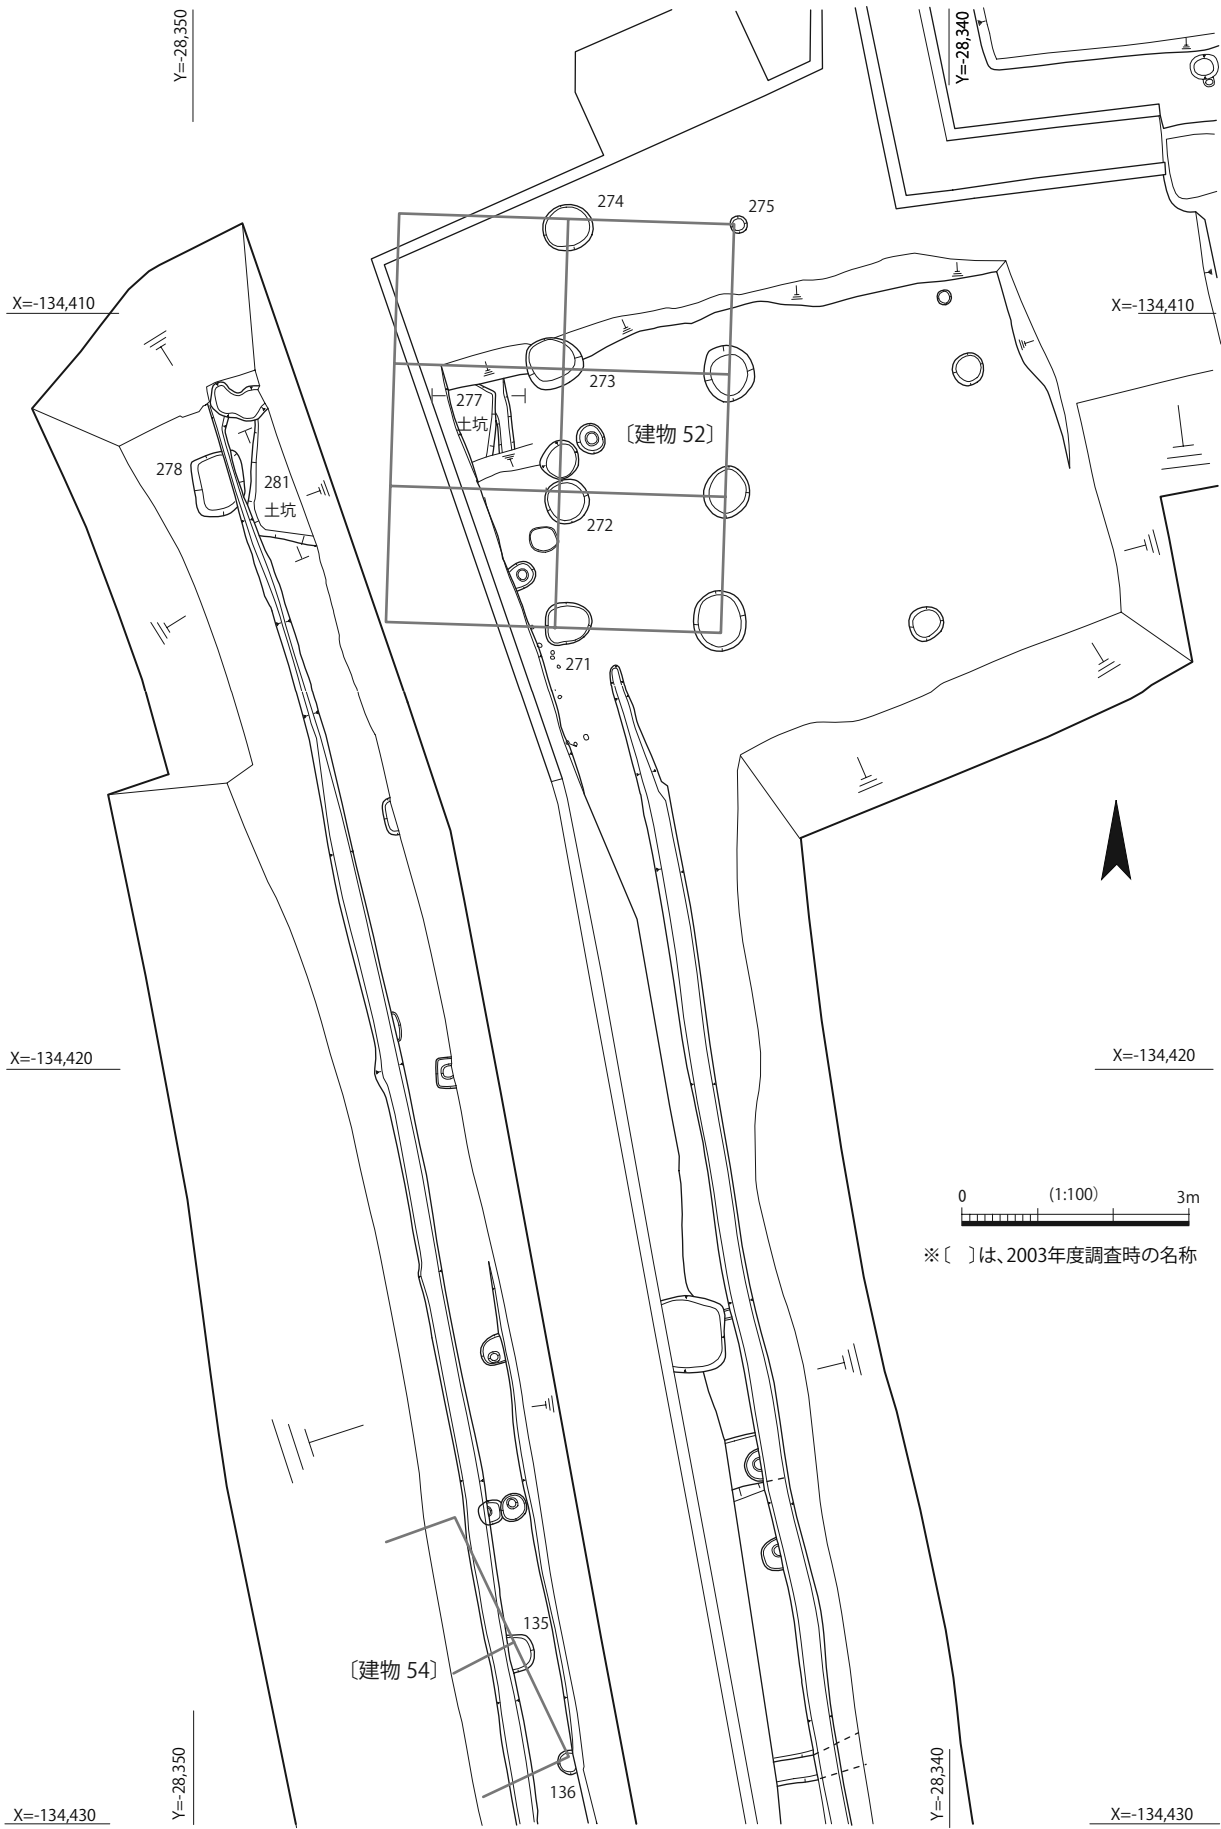 Y=-28,350
Y=-28,340
274
275
X=-134,410
X=-134,410
273
277
土坑
〔建物 52〕
278
281
土坑
272
271
X=-134,420
X=-134,420
0 (1:100) 3m
※〔 〕は、2003年度調査時の名称
135
〔建物 54〕
136
Y=-28,350
Y=-28,340
X=-134,430
X=-134,430